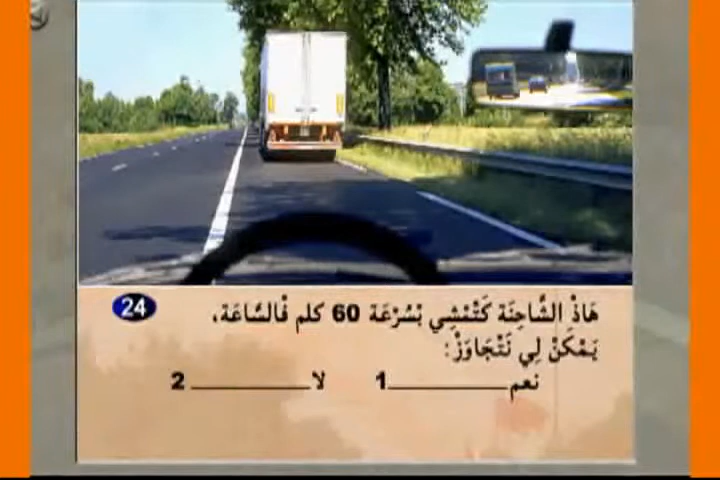 24
هَاذْ الشَّاحِنَة كَتْمْشِي بْسُرْعَة 60 كلم فْالسَّاعَة،
يَمْكَنْ لِي نَتْجَاوَزْ:
نعم 1 لا 2